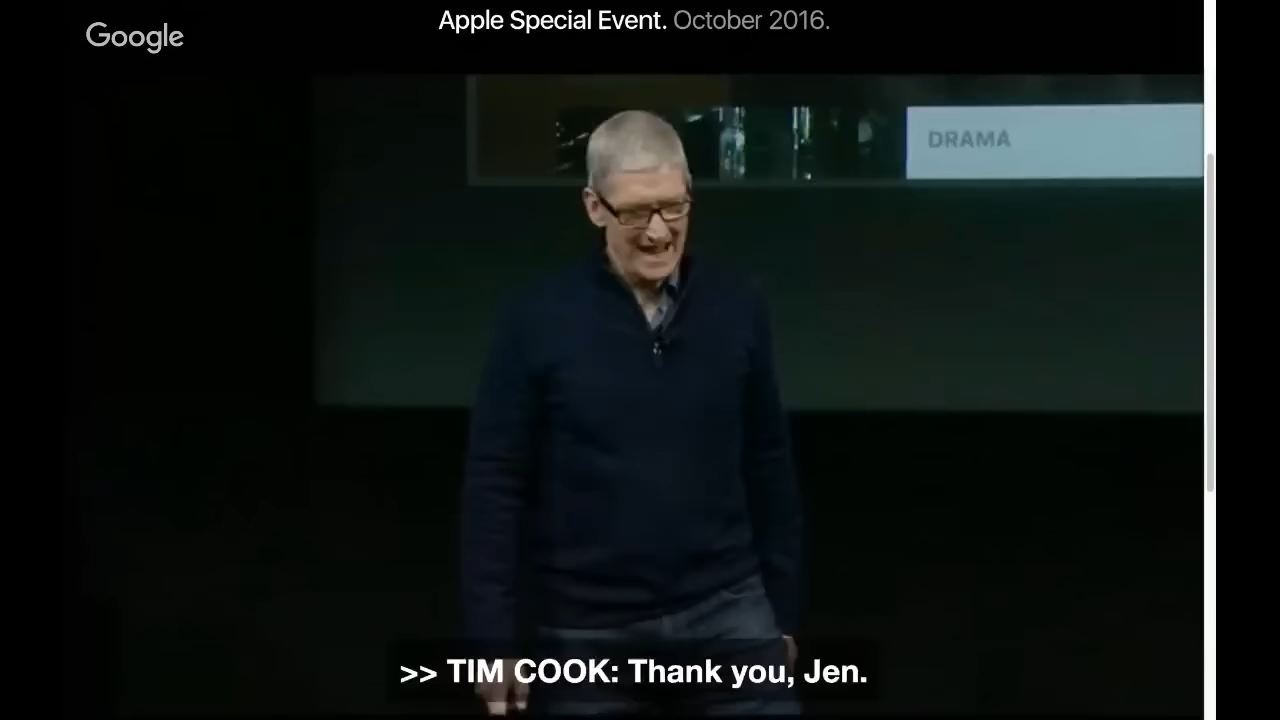 Google
Apple Special Event. October 2016.
DRAMA
>> TIM COOK: Thank you, Jen.